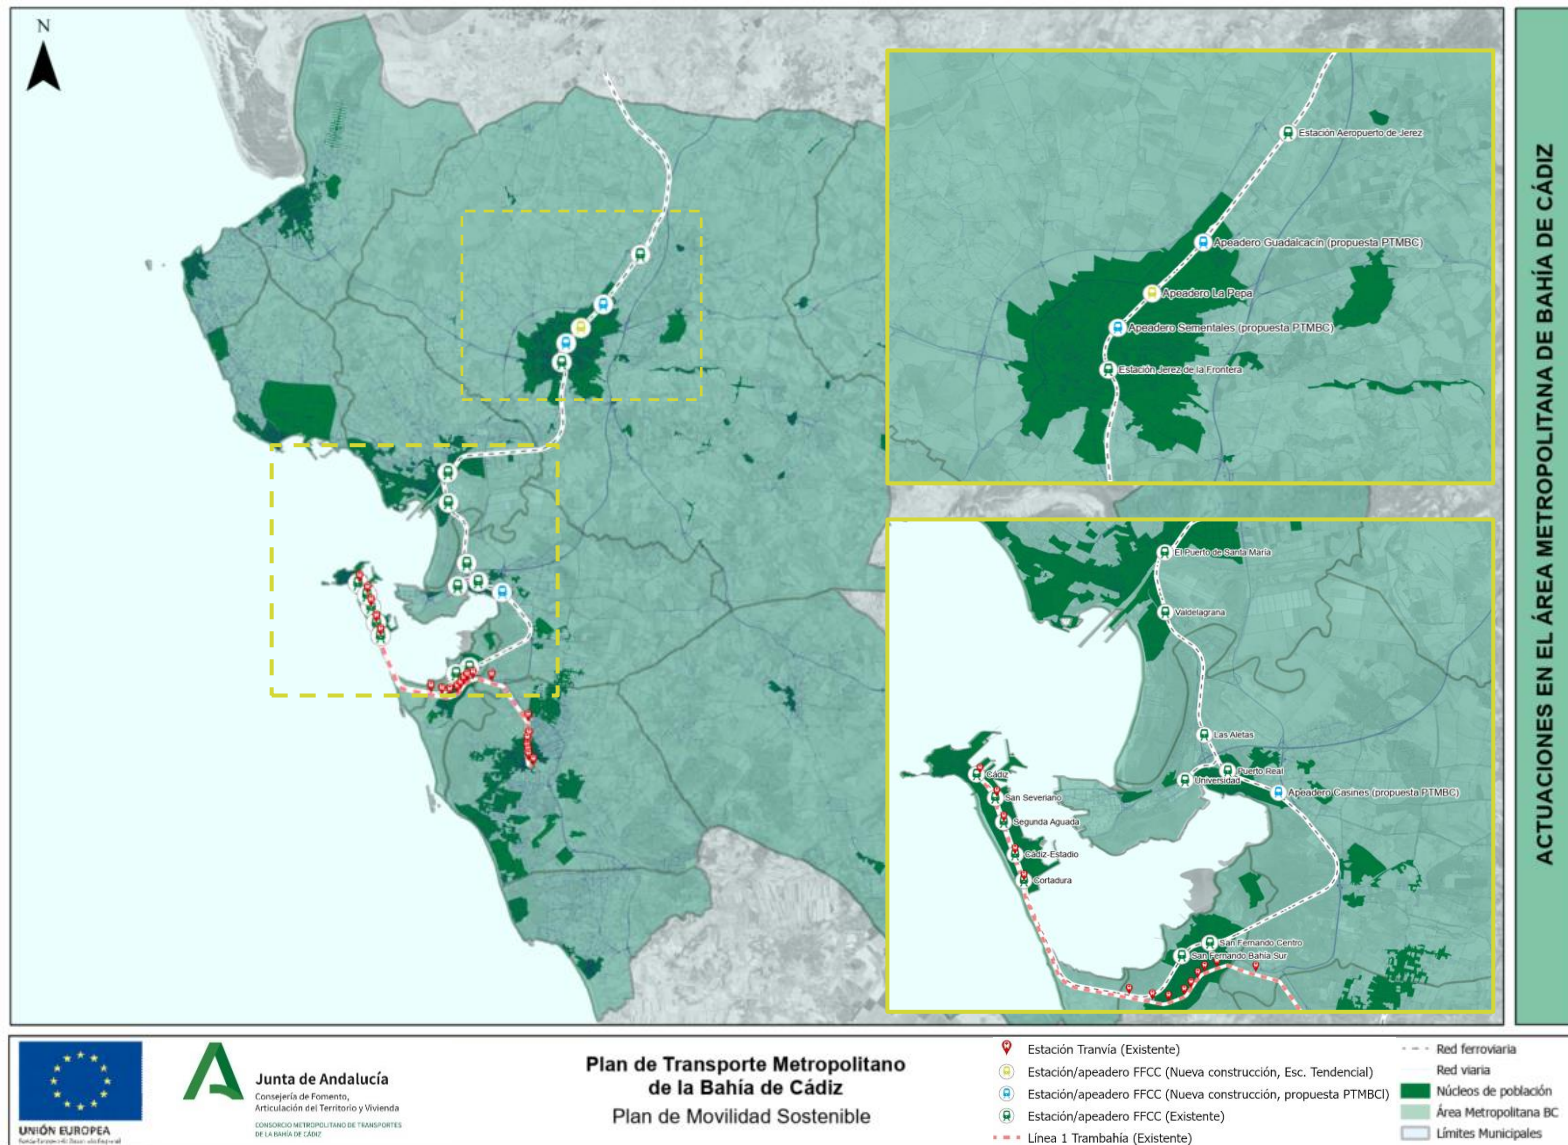 N
Estación Aeropuerto de Jerez
Apeadero Guadalcacín (propuesta PTMBC)
Apeadero La Pepa
Apeadero Sementales (propuesta PTMBC)
Estación Jerez de la Frontera
El Puerto de Santa María
Valdelagrana
Las Aletas
Puerto Real
Universidad
Apeadero Casines (propuesta PTMBC)
Cádiz
San Severiano
Segunda Aguada
Cádiz-Estadio
Cortadura
San Fernando Centro
San Fernando Bahía Sur
ACTUACIONES EN EL ÁREA METROPOLITANA DE BAHÍA DE CÁDIZ
UNIÓN EUROPEA
Junta de Andalucía
Consejería de Fomento,
Articulación del Territorio y Vivienda
CONSORCIO METROPOLITANO DE TRANSPORTES
DE LA BAHÍA DE CÁDIZ
Plan de Transporte Metropolitano
de la Bahía de Cádiz
Plan de Movilidad Sostenible
Estación Tranvía (Existente)
Estación/apeadero FFCC (Nueva construcción, Esc. Tendencial)
Estación/apeadero FFCC (Nueva construcción, propuesta PTMBCI)
Estación/apeadero FFCC (Existente)
Línea 1 Trambahía (Existente)
Red ferroviaria
Red viaria
Núcleos de población
Área Metropolitana BC
Límites Municipales